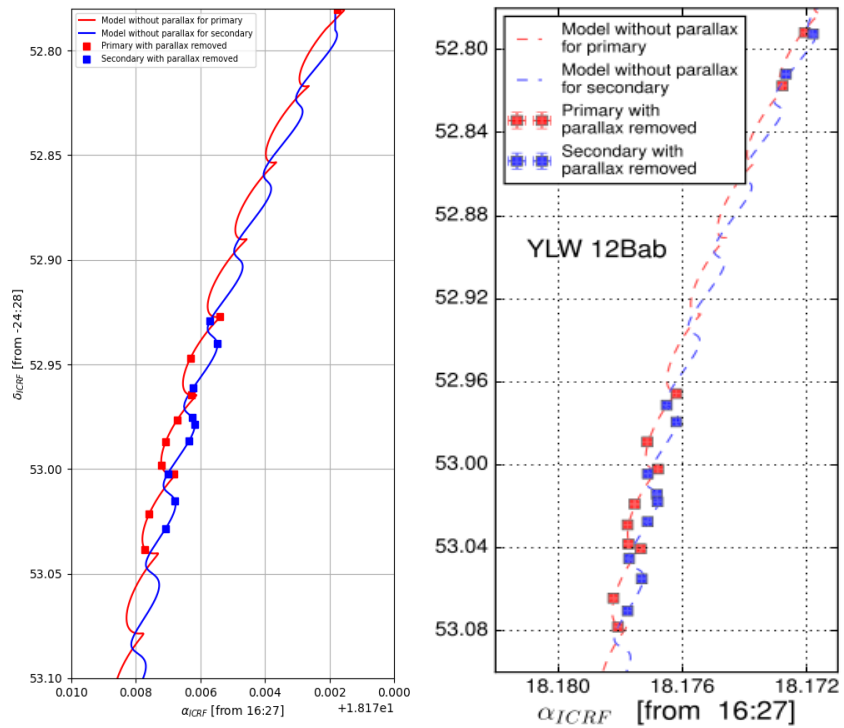 Model without parallax for primary
Model without parallax for secondary
Primary with parallax removed
Secondary with parallax removed
52.80
52.85
52.90
52.95
53.00
53.05
53.10
δICRF [from -24:28]
0.010
0.008
0.006
0.004
0.002
0.000
αICRF [from 16:27]
+1.817e1
Model without parallax
for primary
Model without parallax
for secondary
Primary with
parallax removed
Secondary with
parallax removed
YLW 12Bab
52.80
52.84
52.88
52.92
52.96
53.00
53.04
53.08
18.180
18.176
18.172
αICRF [from 16:27]